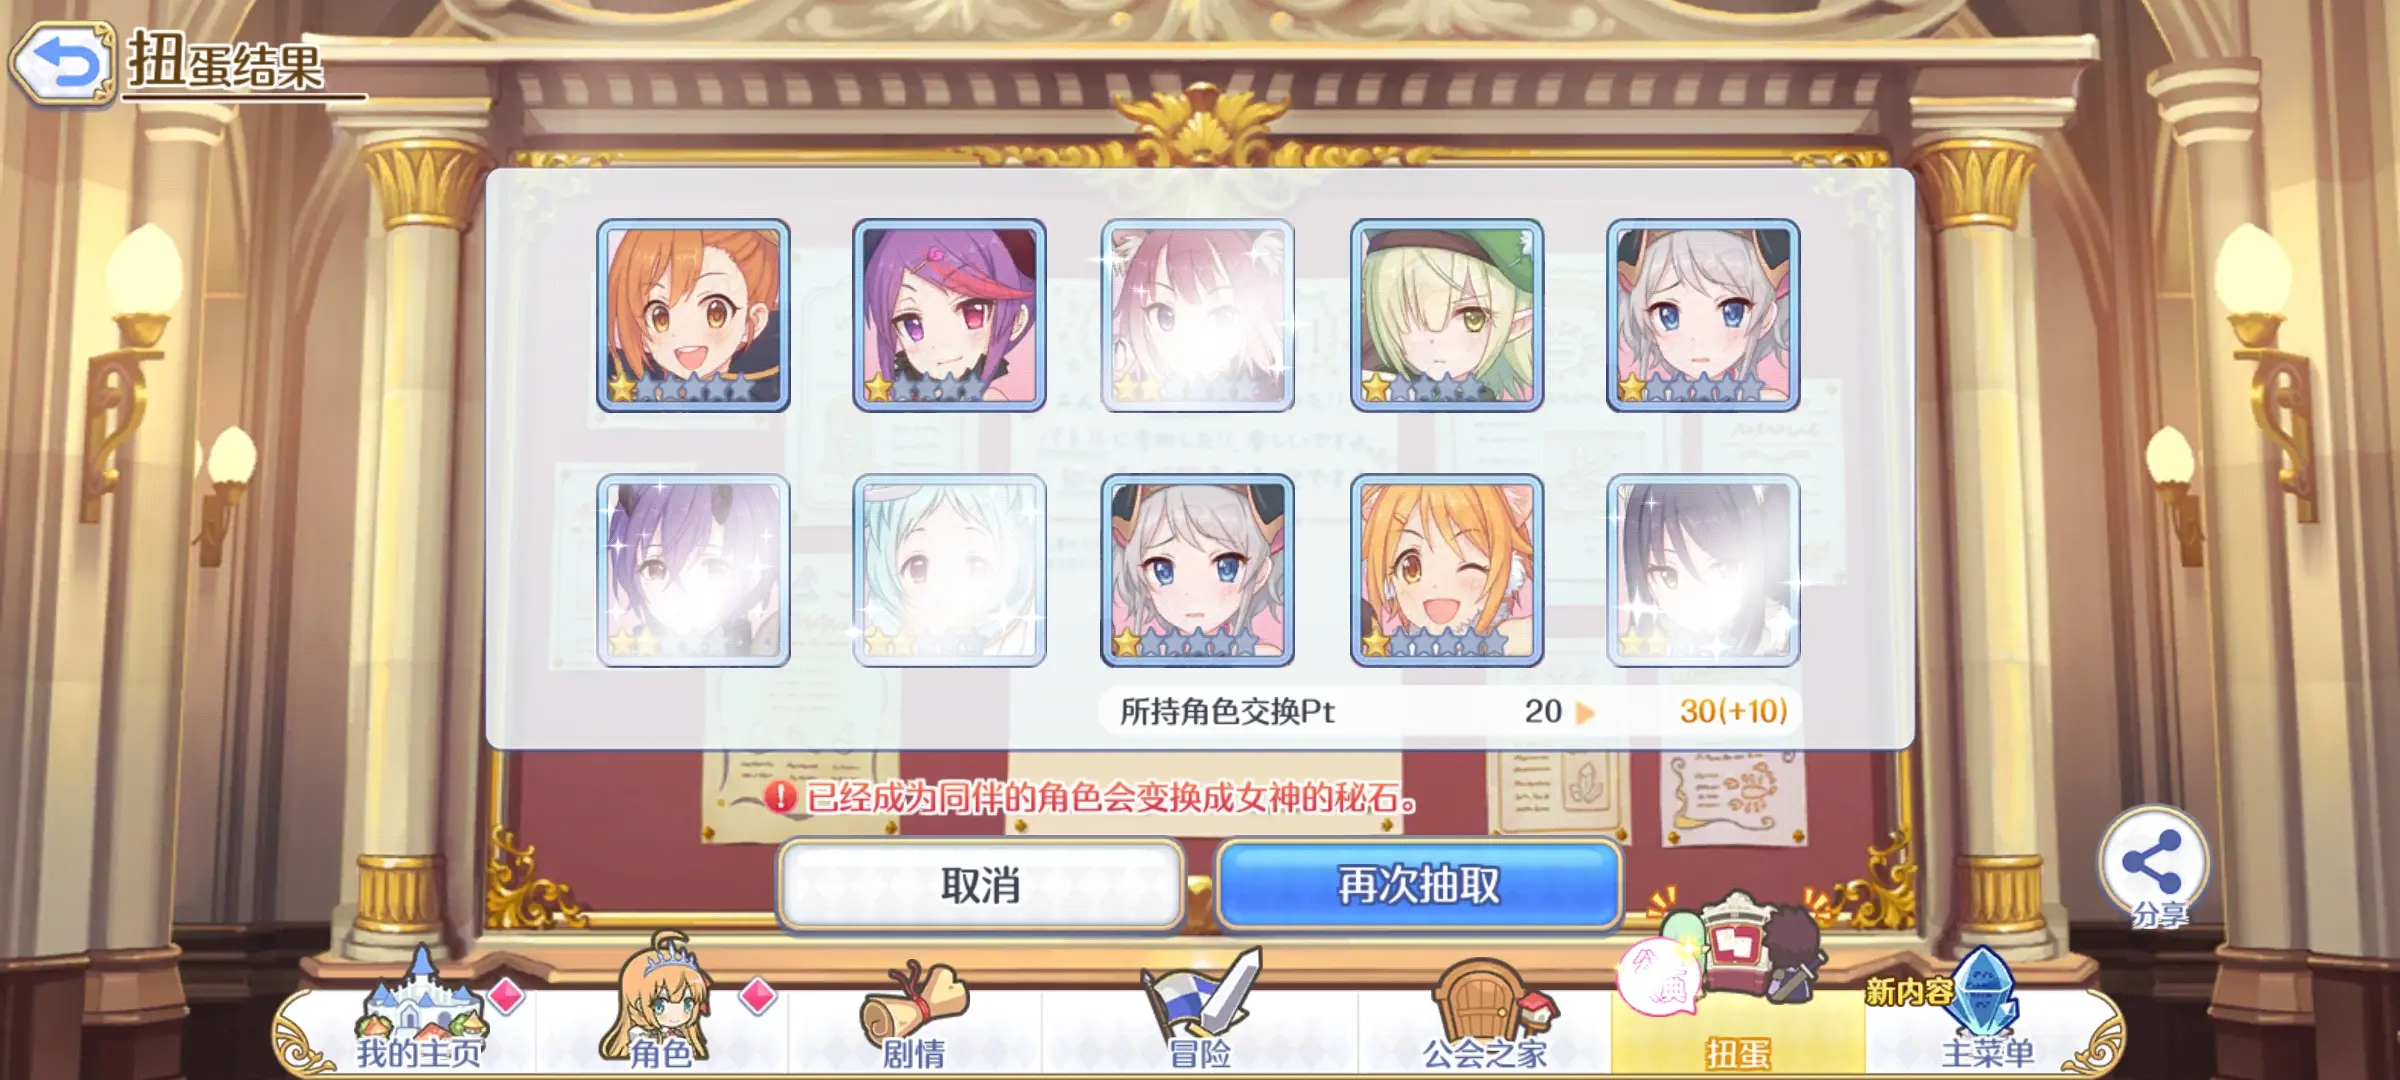 扭蛋结果
所持角色交换Pt 20 30(+10)
已经成为同伴的角色会变换成女神的秘石。
取消
再次抽取
分享
新内容
我的主页
角色
剧情
冒险
公会之家
扭蛋
主菜单